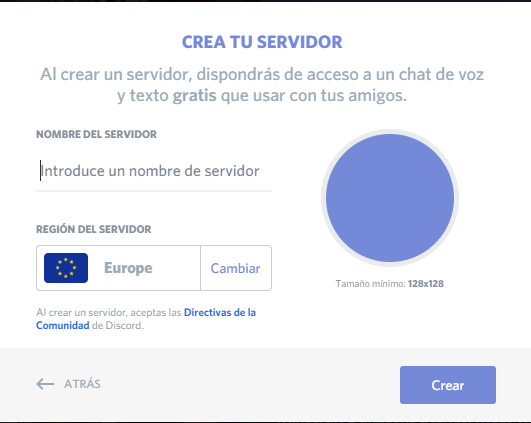 CREA TU SERVIDOR
Al crear un servidor, dispondrás de acceso a un chat de voz
y texto gratis que usar con tus amigos.
NOMBRE DEL SERVIDOR
Introduce un nombre de servidor
REGIÓN DEL SERVIDOR
Europe
Cambiar
Tamaño mínimo: 128x128
Al crear un servidor, aceptas las Directivas de la
Comunidad de Discord.
ATRÁS
Crear